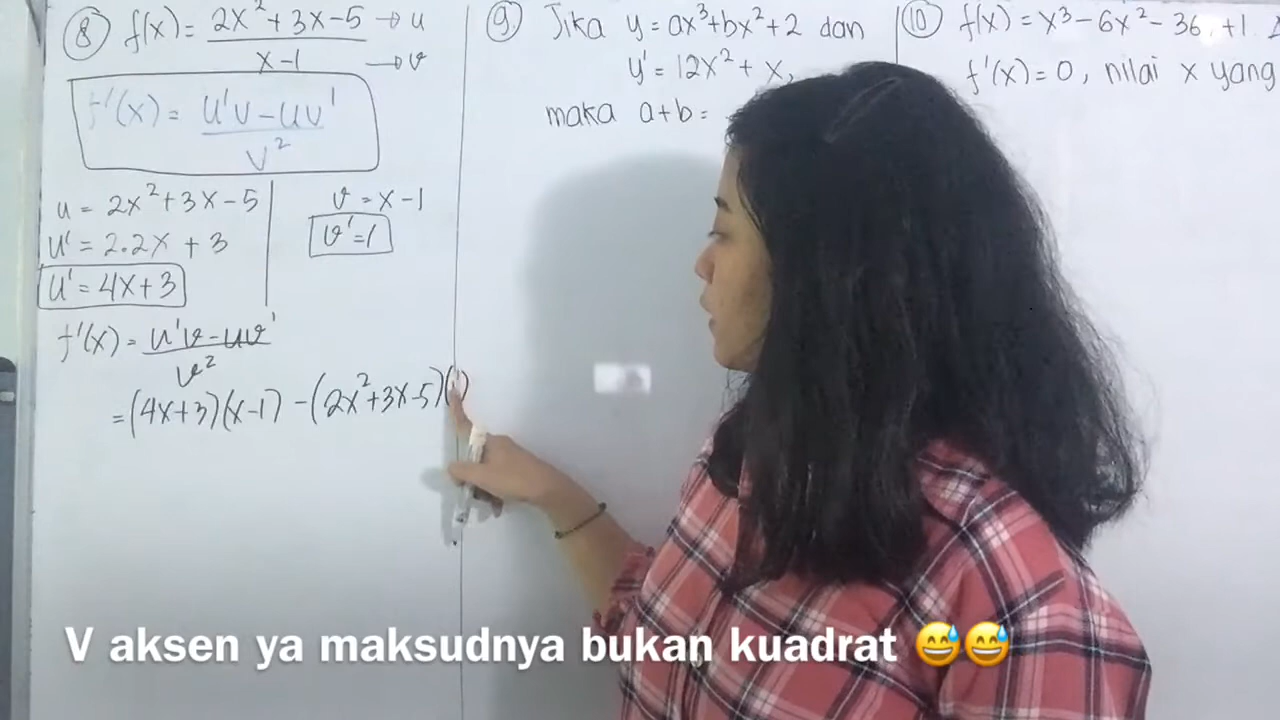 ⑧ f(x) = 2x² + 3x - 5 → u
x - 1 → v
f'(x) = u'v - uv'
v²
u = 2x² + 3x - 5
u' = 2.2x + 3
u' = 4x + 3
v = x - 1
v' = 1
f'(x) = u'v - uv'
v²
= (4x+3)(x-1) - (2x²+3x-5)(1)
⑨ Jika y = ax³ + bx² + 2 dan
y' = 12x² + x,
maka a+b =
⑩ f(x) = x³ - 6x² - 36 +1.
f'(x) = 0, nilai x yang
V aksen ya maksudnya bukan kuadrat 😅😅